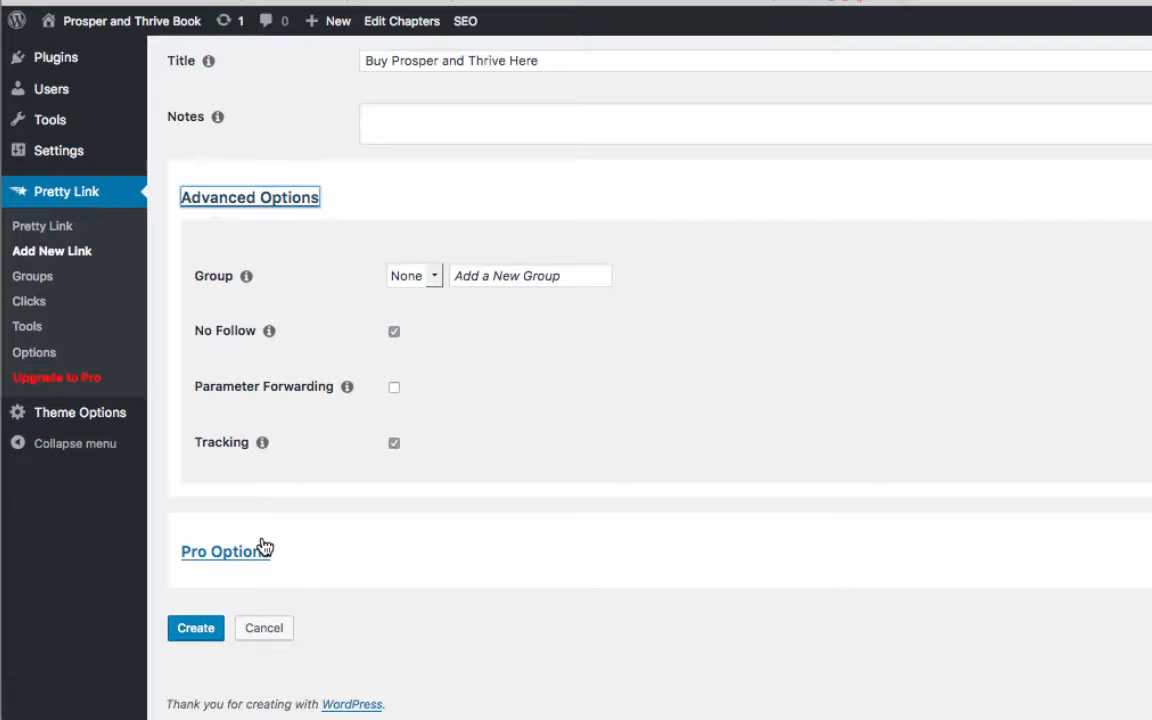 Prosper and Thrive Book 1 0 New Edit Chapters SEO
Plugins
Users
Tools
Settings
Pretty Link
Pretty Link
Add New Link
Groups
Clicks
Tools
Options
Upgrade to Pro
Theme Options
Collapse menu
Title Buy Prosper and Thrive Here
Notes
Advanced Options
Group None Add a New Group
No Follow
Parameter Forwarding
Tracking
Pro Options
Create Cancel
Thank you for creating with WordPress.